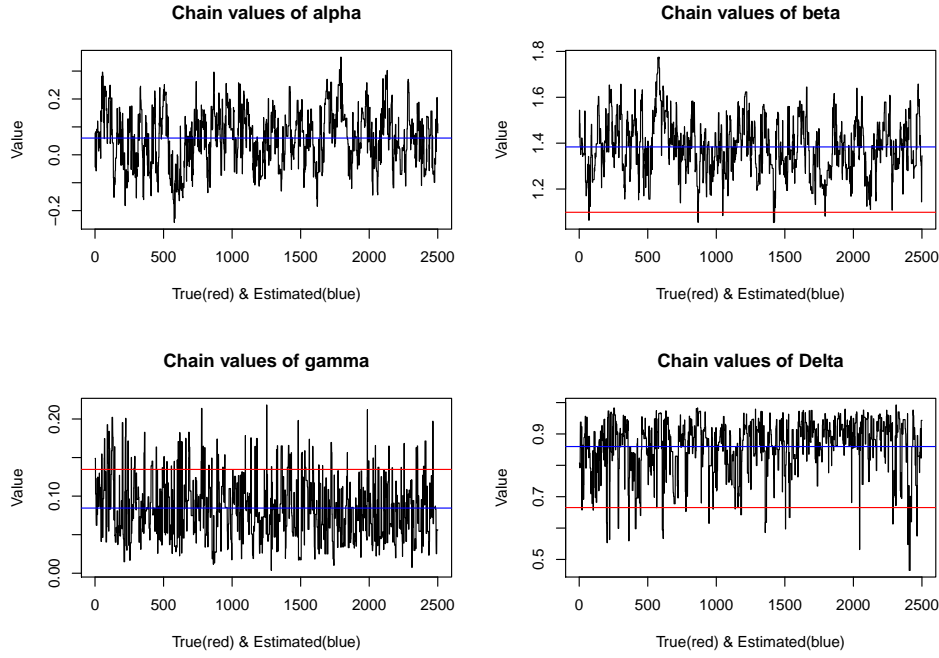 Chain values of alpha
Value
−0.2 0.0 0.2
0 500 1000 1500 2000 2500
True(red) & Estimated(blue)
Chain values of beta
Value
1.2 1.4 1.6 1.8
0 500 1000 1500 2000 2500
True(red) & Estimated(blue)
Chain values of gamma
Value
0.00 0.10 0.20
0 500 1000 1500 2000 2500
True(red) & Estimated(blue)
Chain values of Delta
Value
0.5 0.7 0.9
0 500 1000 1500 2000 2500
True(red) & Estimated(blue)